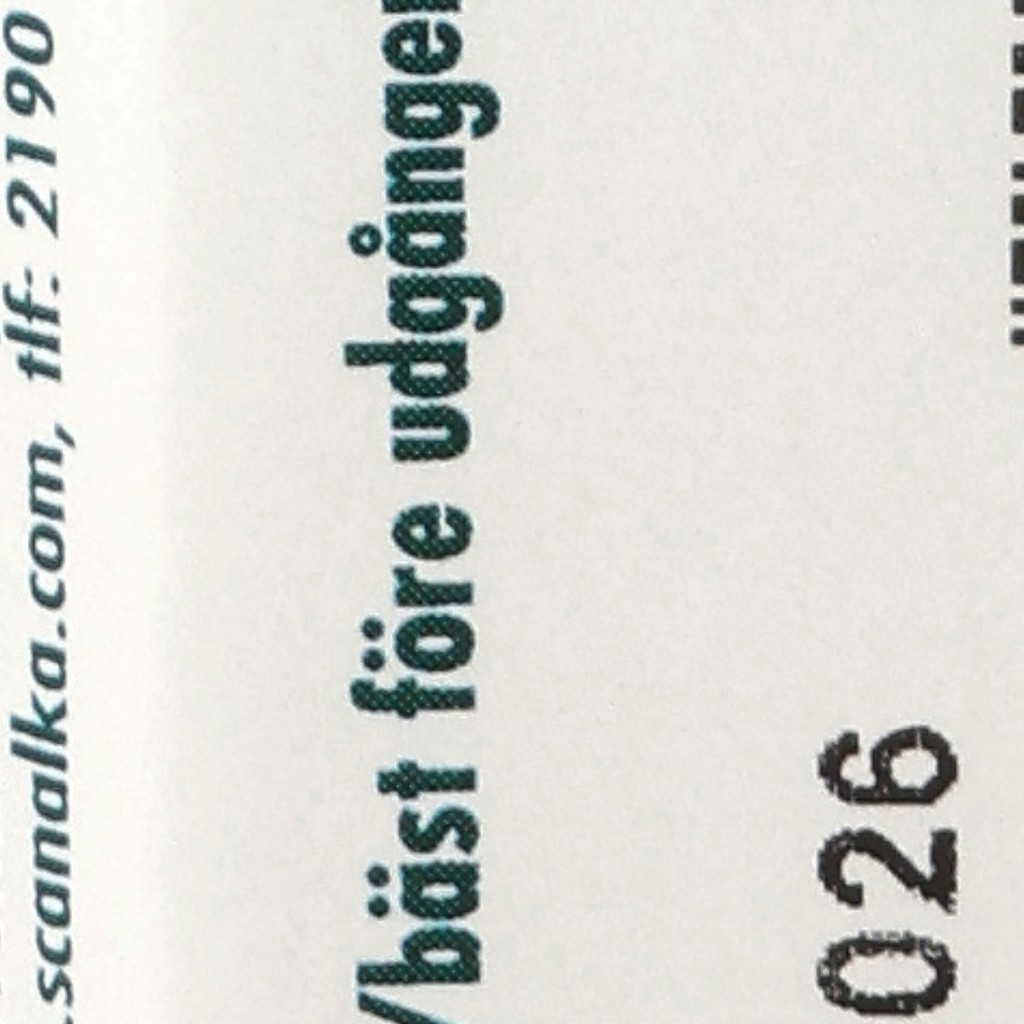 .scanalka.com, tlf: 2190
/bäst före udgången
026